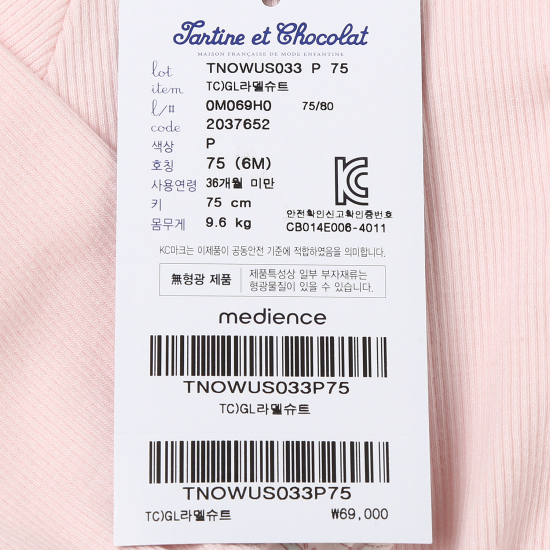 Tartine et Chocolat
MAISON FRANÇAISE DE MODE ENFANTINE
lot TNOWUS033 P 75
item TC)GL라멜슈트
l/# 0M069H0 75/80
code 2037652
색상 P
호칭 75 (6M)
사용연령 36개월 미만
키 75 cm
몸무게 9.6 kg
안전확인신고확인증번호
CB014E006-4011
KC마크는 이제품이 공동안전 기준에 적합하였음을 의미합니다.
無형광 제품 제품특성상 일부 부자재류는
형광물질이 있을 수 있습니다.
medience
TNOWUS033P75
TC)GL라멜슈트
TNOWUS033P75
TC)GL라멜슈트 ₩69,000